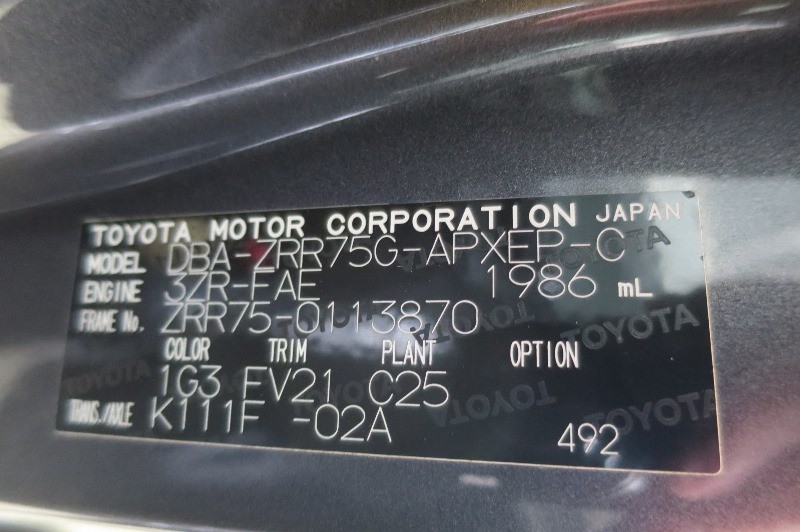 TOYOTA MOTOR CORPORATION JAPAN
MODEL DBA-ZRR75G-APXEP-C
ENGINE 3ZR-FAE 1986 mL
FRAME No. ZRR75-0113870
COLOR TRIM PLANT OPTION
1G3 FV21 C25
TRANS./AXLE K111F -02A
492